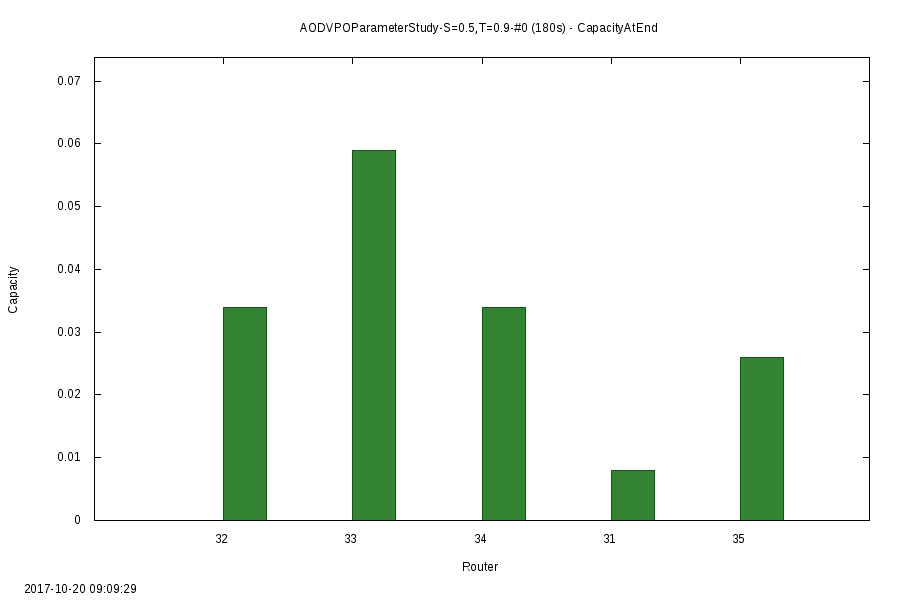 AODVPOParameterStudy-S=0.5,T=0.9-#0 (180s) - CapacityAtEnd
0.07
0.06
0.05
0.04
0.03
0.02
0.01
0
Capacity
32 33 34 31 35
Router
2017-10-20 09:09:29